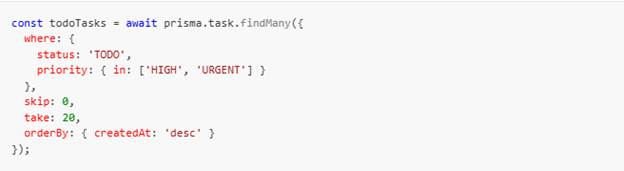 const todoTasks = await prisma.task.findMany({
  where: {
    status: 'TODO',
    priority: { in: ['HIGH', 'URGENT'] }
  },
  skip: 0,
  take: 20,
  orderBy: { createdAt: 'desc' }
});